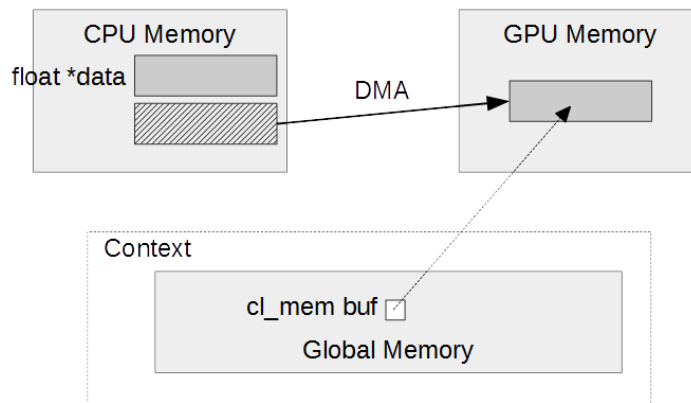 CPU Memory
GPU Memory
float *data
DMA
Context
cl_mem buf
Global Memory